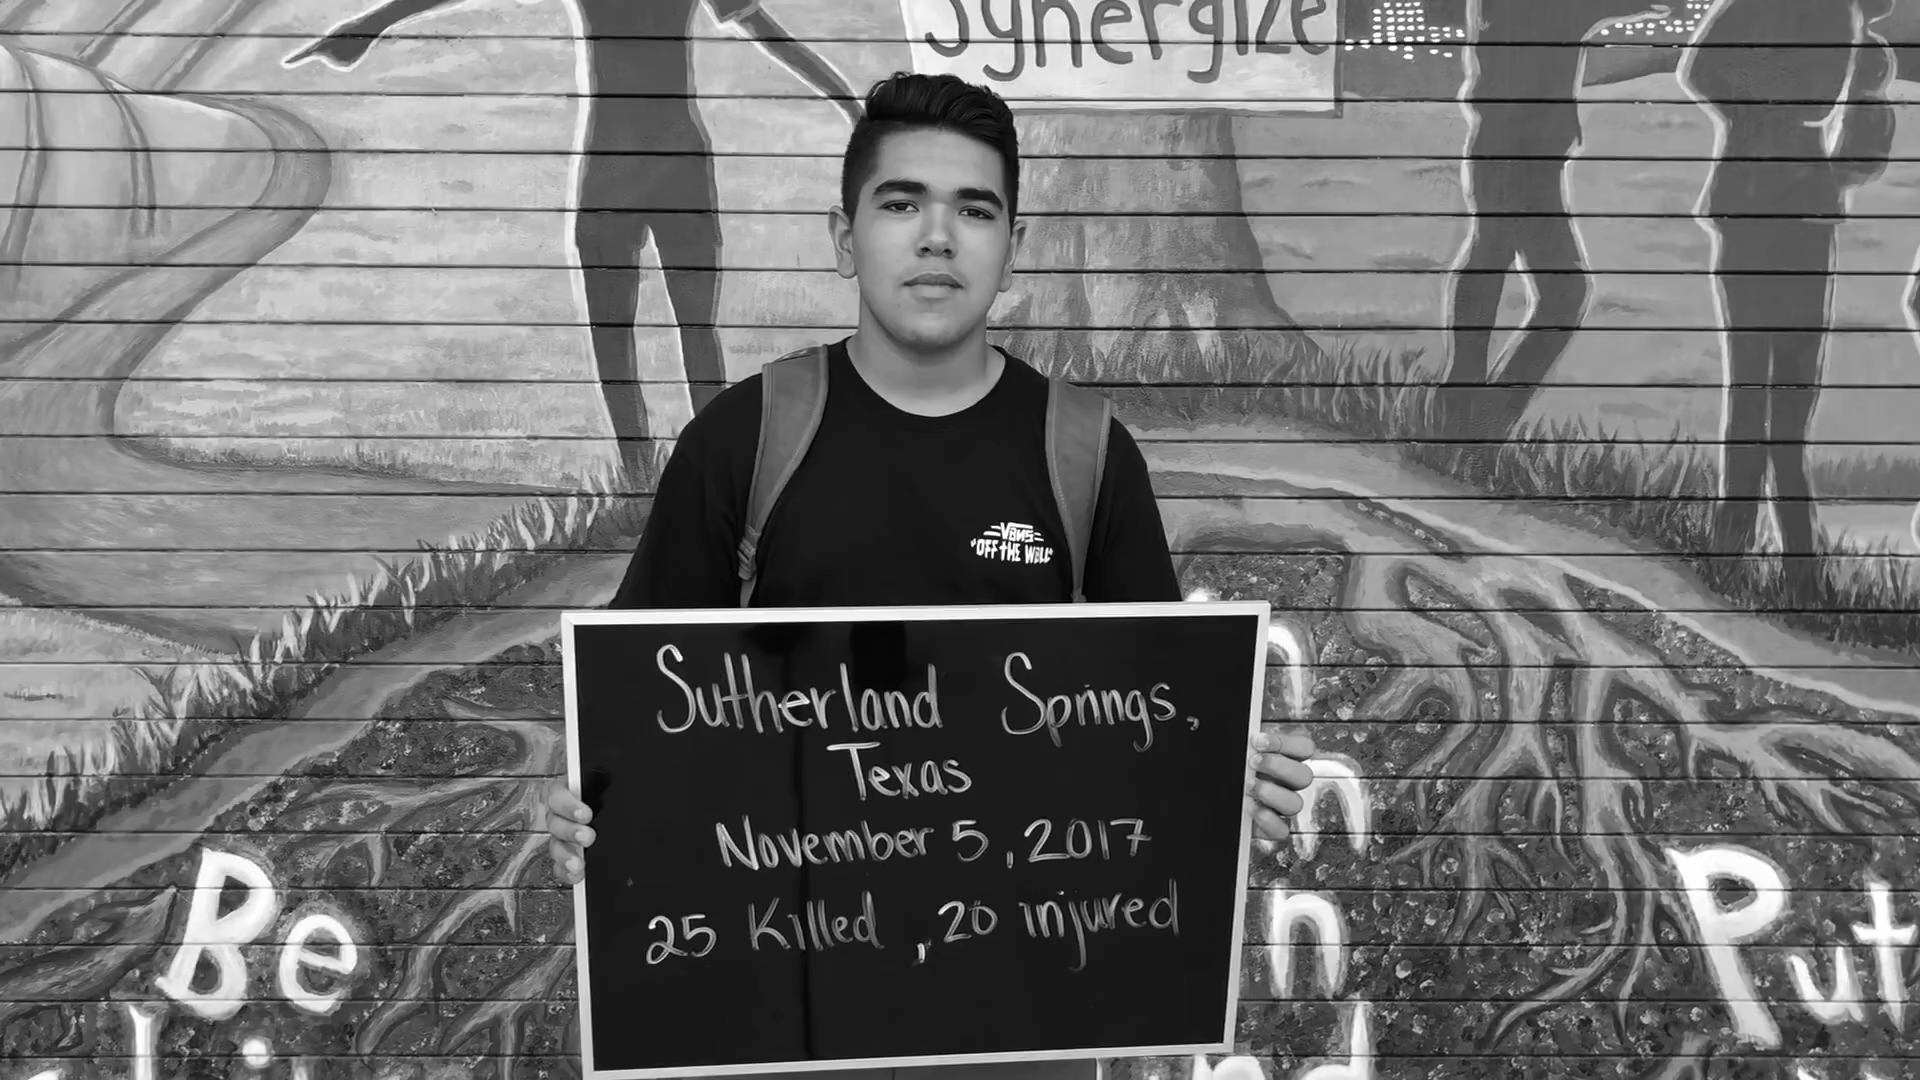 Synergize
VANS
"OFF THE WALL"
Sutherland Springs,
Texas
November 5, 2017
25 Killed, 20 injured
Be
Put